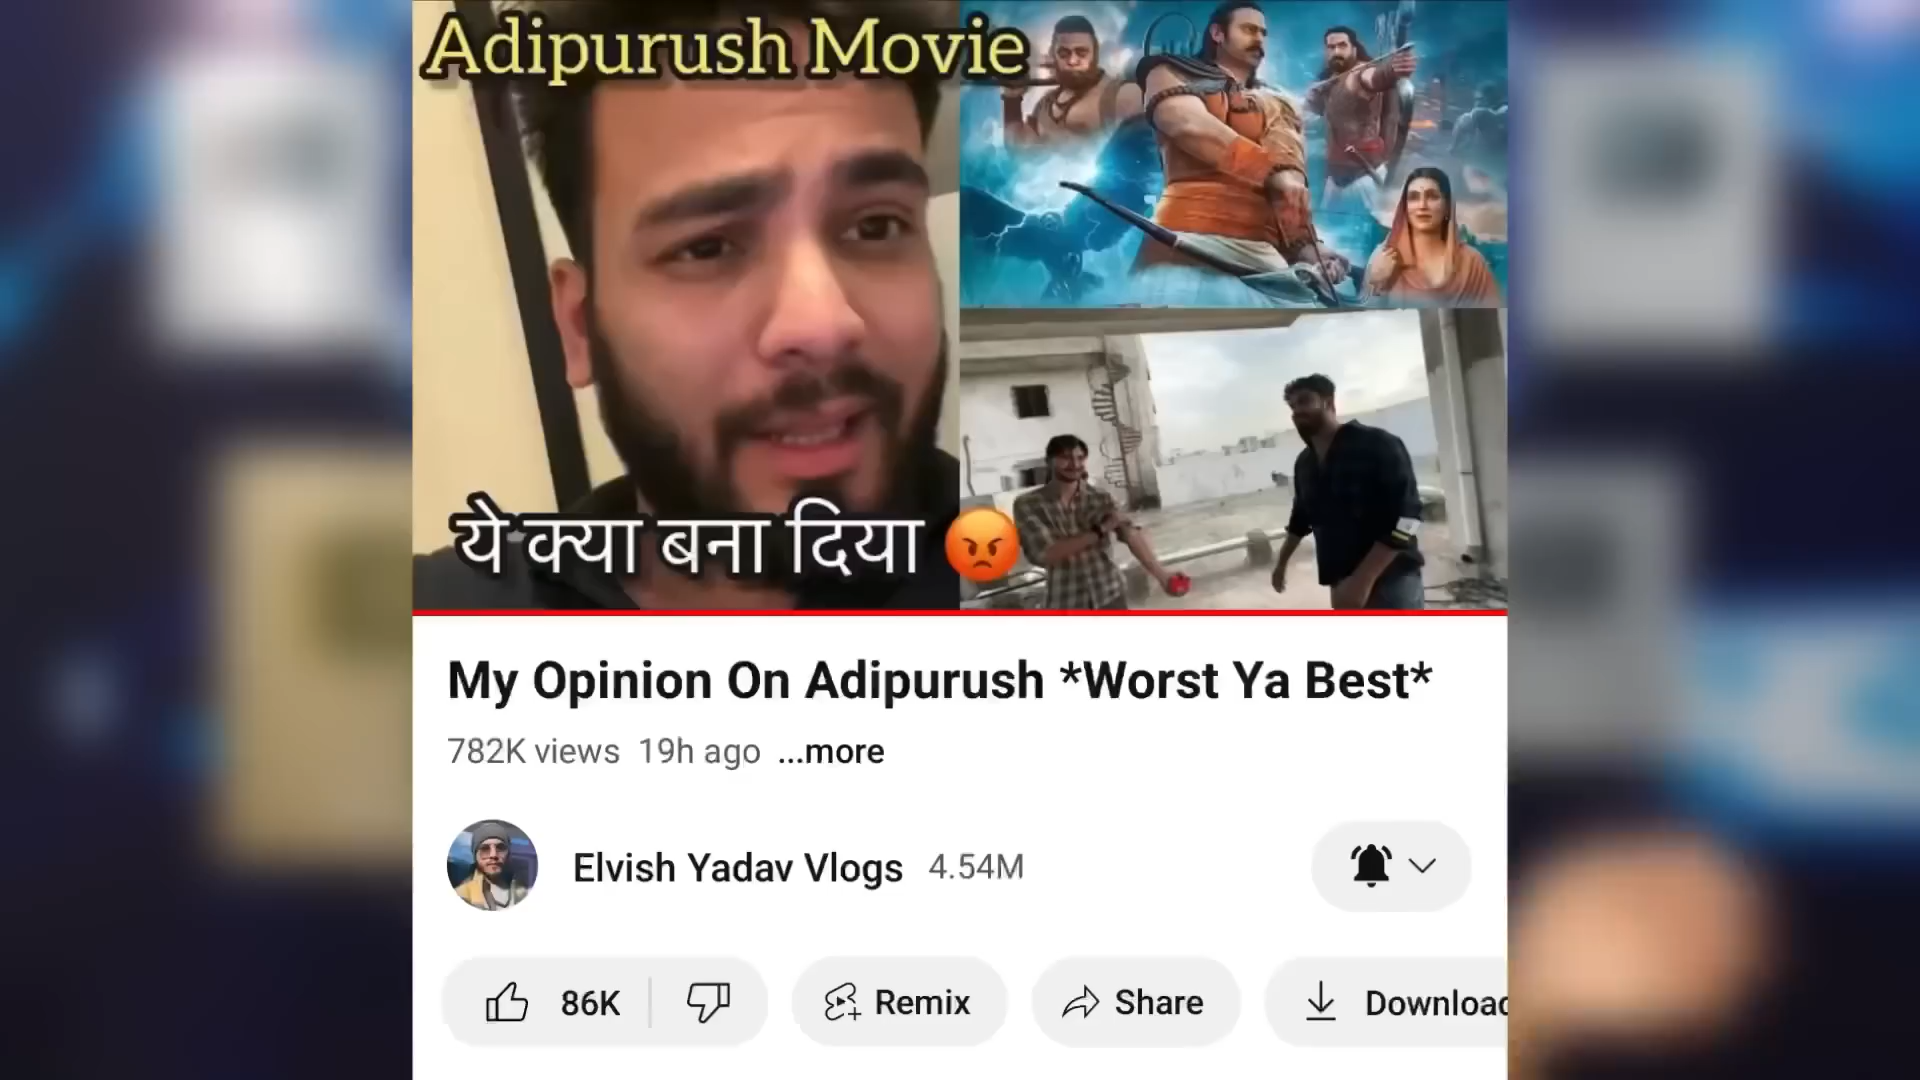 Adipurush Movie
ये क्या बना दिया 😡
My Opinion On Adipurush *Worst Ya Best*
782K views 19h ago ...more
Elvish Yadav Vlogs 4.54M
86K Remix Share Download